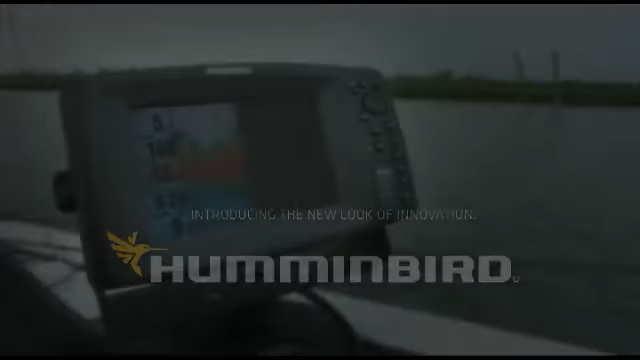 INTRODUCING THE NEW LOOK OF INNOVATION.
HUMMINBIRD®